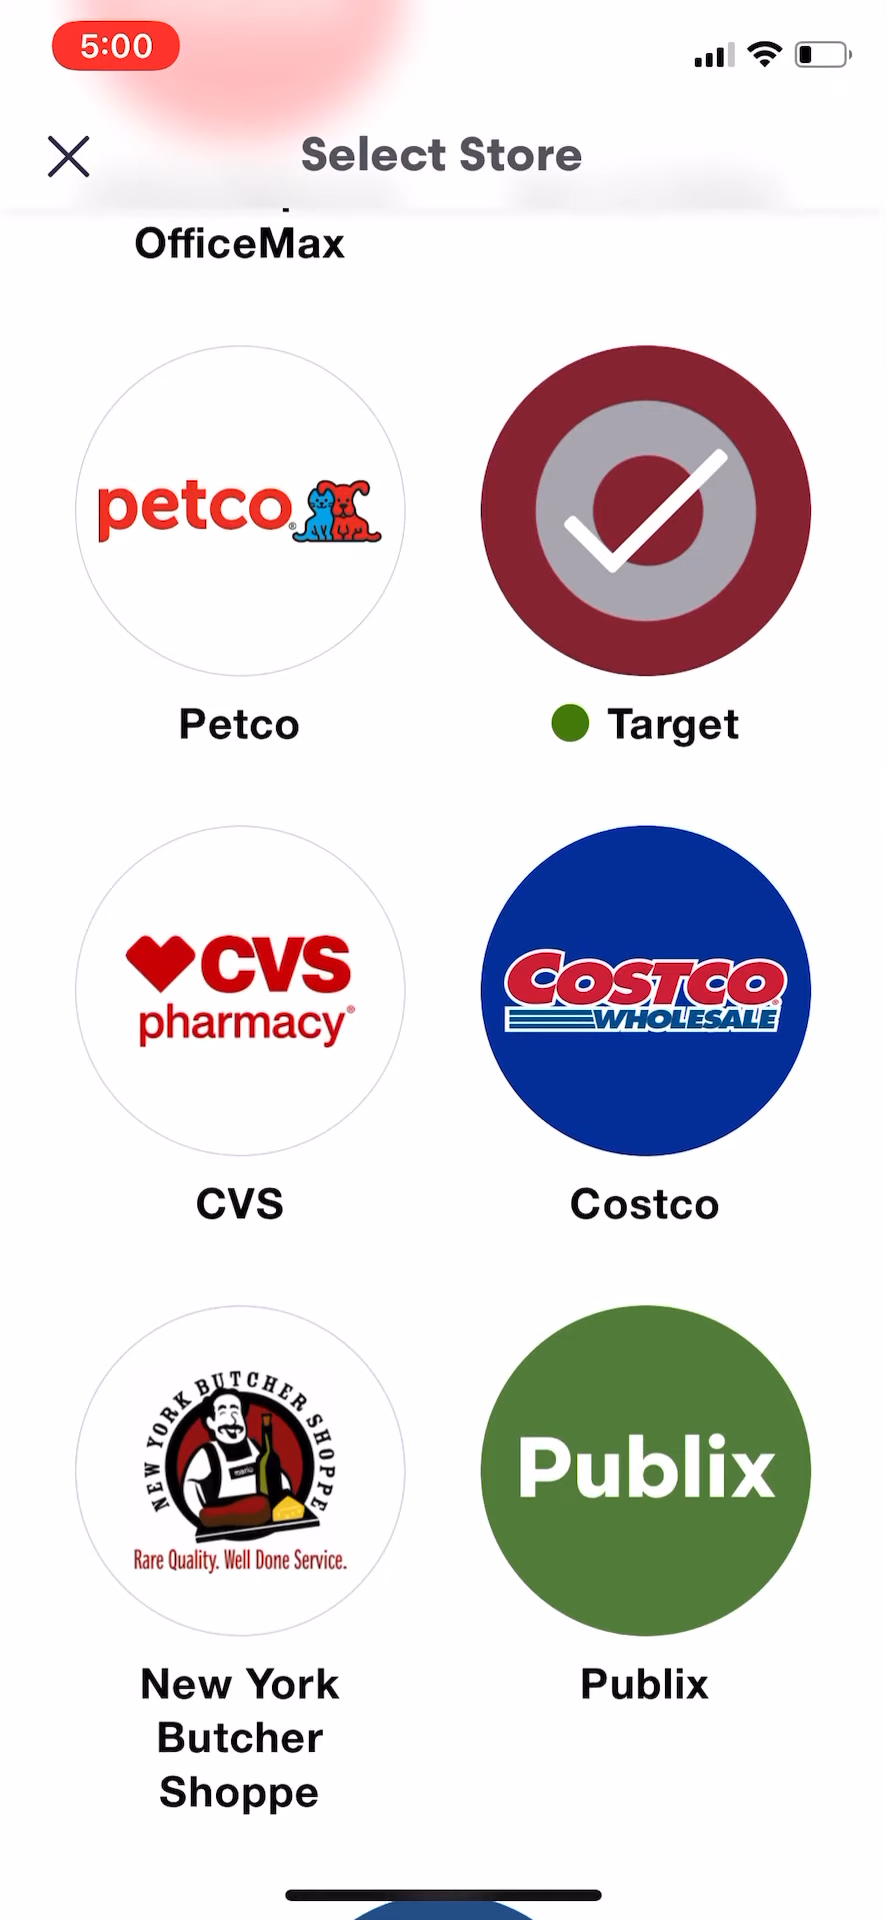 5:00
Select Store
OfficeMax
petco
Petco
Target
CVS
pharmacy®
CVS
COSTCO
WHOLESALE
Costco
NEW YORK BUTCHER SHOPPE
mario
Rare Quality. Well Done Service.
New York
Butcher
Shoppe
Publix
Publix